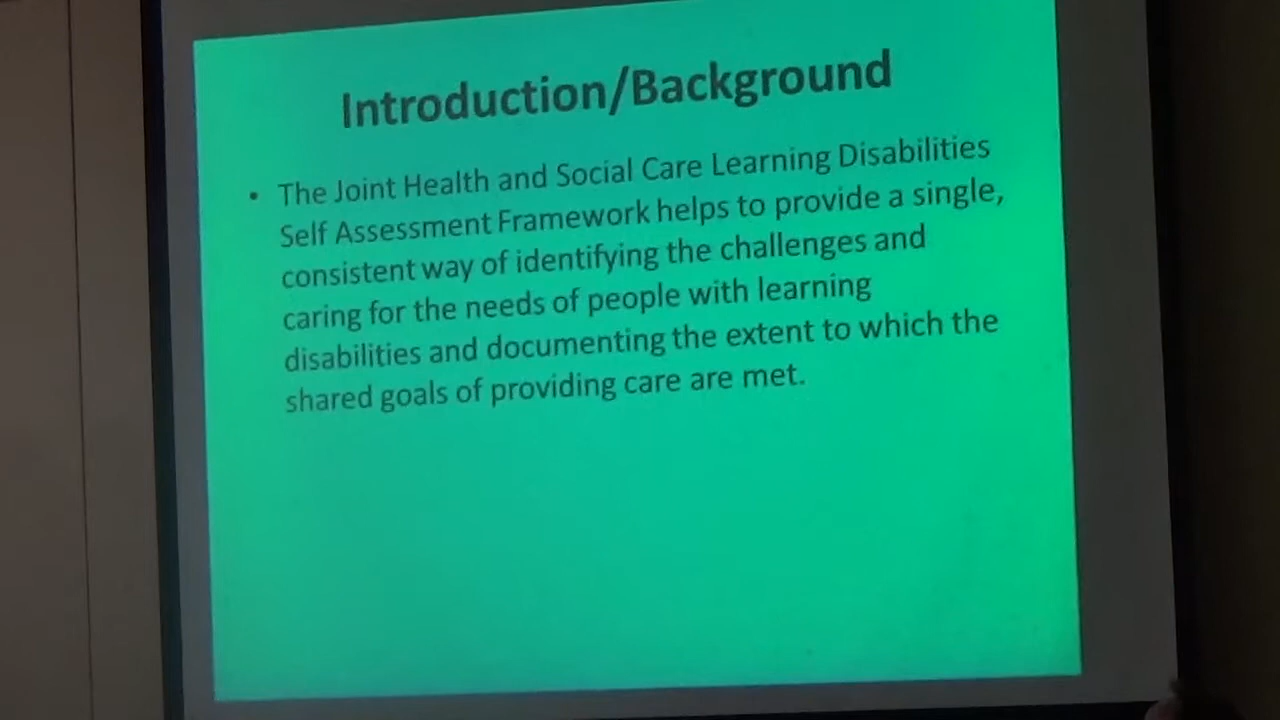 Introduction/Background
• The Joint Health and Social Care Learning Disabilities
Self Assessment Framework helps to provide a single,
consistent way of identifying the challenges and
caring for the needs of people with learning
disabilities and documenting the extent to which the
shared goals of providing care are met.